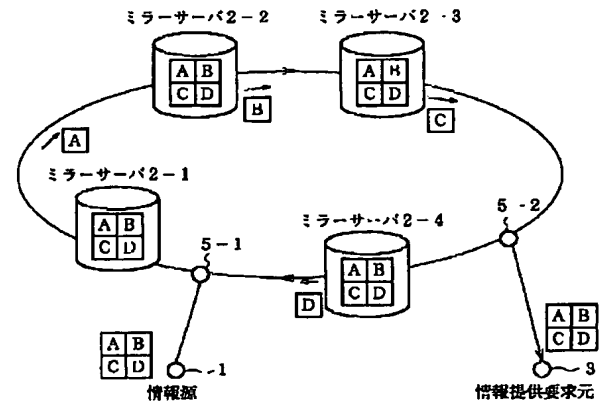 ミラーサーバ2-2
ミラーサーバ2-3
A B
C D
A B
C D
B
C
A
ミラーサーバ2-1
A B
C D
5-1
ミラーサーバ2-4
A B
C D
D
5-2
A B
C D
1
情報源
A B
C D
3
情報提供要求元